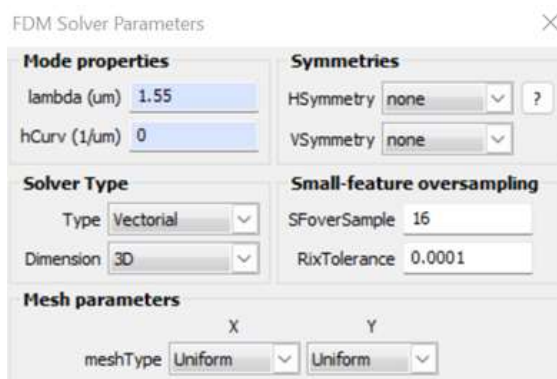 FDM Solver Parameters
Mode properties
lambda (um) 1.55
hCurv (1/um) 0
Symmetries
HSymmetry none ?
VSymmetry none
Solver Type
Type Vectorial
Dimension 3D
Small-feature oversampling
SFoverSample 16
RixTolerance 0.0001
Mesh parameters
X Y
meshType Uniform Uniform